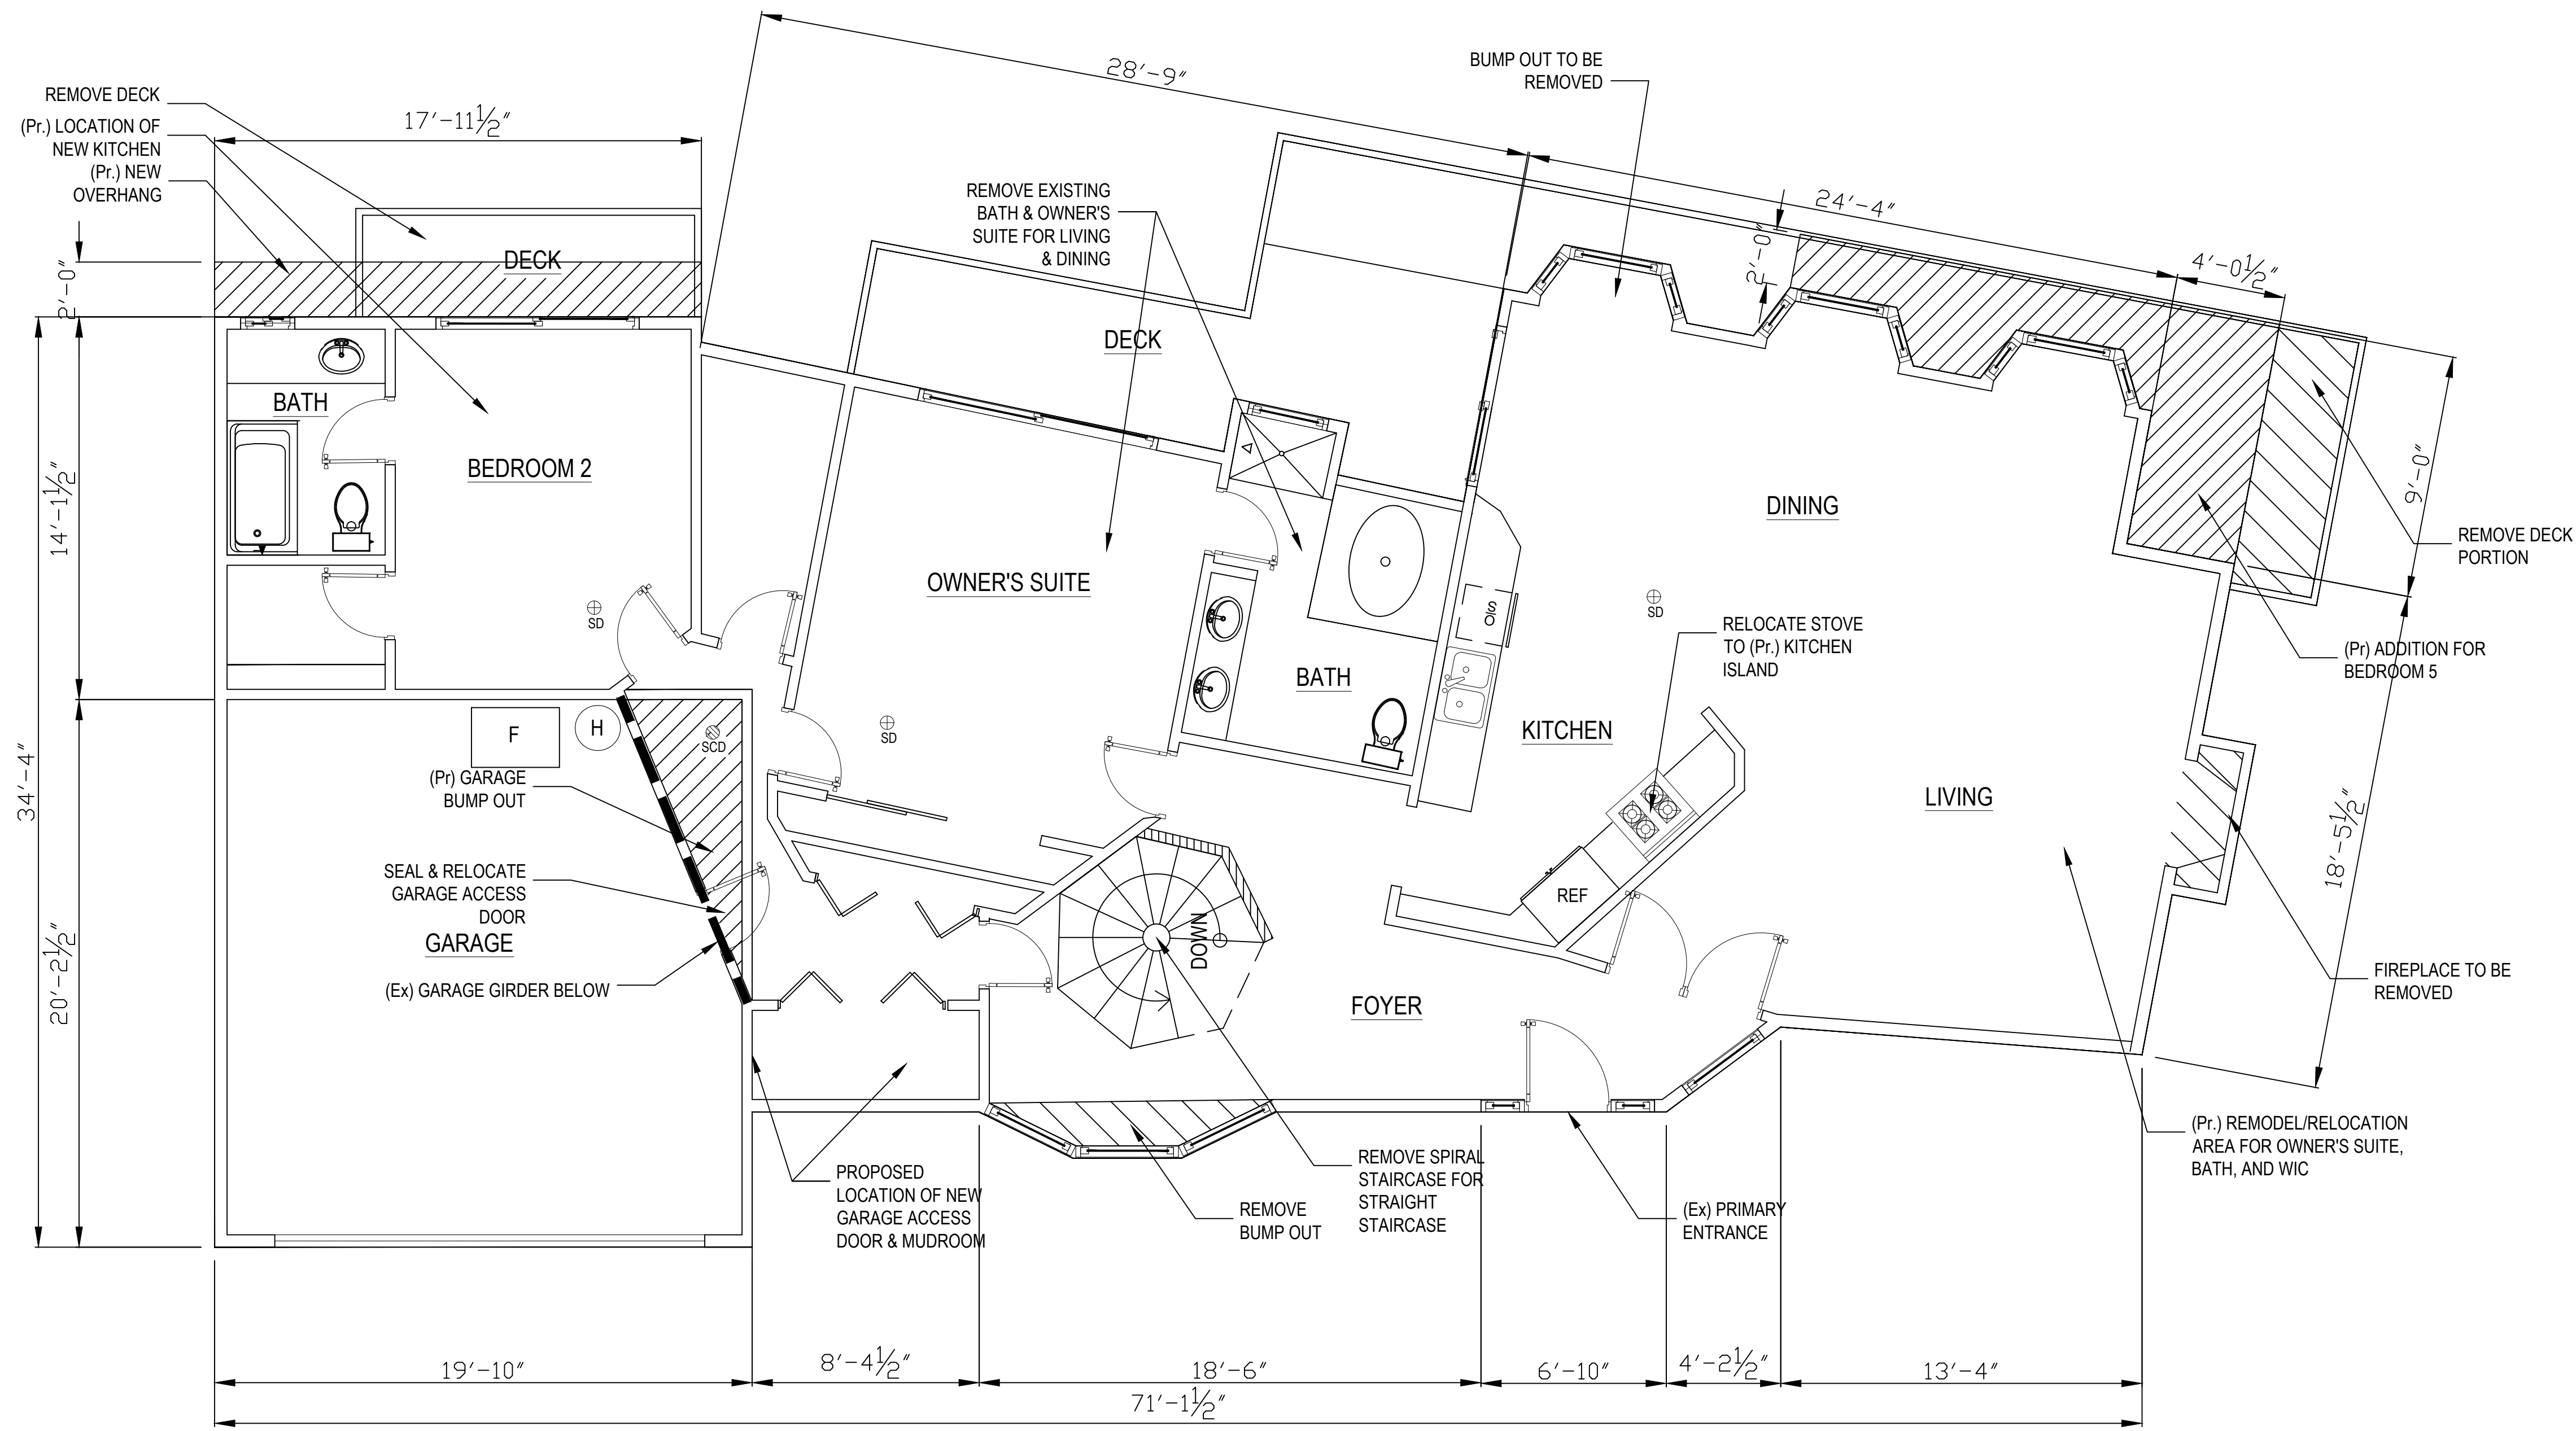 28'-9"
BUMP OUT TO BE
REMOVED
REMOVE DECK
17'-11½"
(Pr.) LOCATION OF
NEW KITCHEN
(Pr.) NEW
OVERHANG
REMOVE EXISTING
BATH & OWNER'S
SUITE FOR LIVING
& DINING
24'-4"
2'-0"
4'-0½"
2'-0"
DECK
DECK
BATH
BEDROOM 2
14'-1½"
9'-0"
DINING
REMOVE DECK
PORTION
OWNER'S SUITE
SD
SD
S/O
RELOCATE STOVE
TO (Pr.) KITCHEN
ISLAND
(Pr) ADDITION FOR
BEDROOM 5
BATH
KITCHEN
F
H
SCD
SD
(Pr) GARAGE
BUMP OUT
34'-4"
LIVING
18'-5½"
SEAL & RELOCATE
GARAGE ACCESS
DOOR
GARAGE
REF
DOWN
20'-2½"
(Ex) GARAGE GIRDER BELOW
FOYER
FIREPLACE TO BE
REMOVED
(Pr.) REMODEL/RELOCATION
AREA FOR OWNER'S SUITE,
BATH, AND WIC
PROPOSED
LOCATION OF NEW
GARAGE ACCESS
DOOR & MUDROOM
REMOVE
BUMP OUT
REMOVE SPIRAL
STAIRCASE FOR
STRAIGHT
STAIRCASE
(Ex) PRIMARY
ENTRANCE
19'-10"
8'-4½"
18'-6"
6'-10"
4'-2½"
13'-4"
71'-1½"